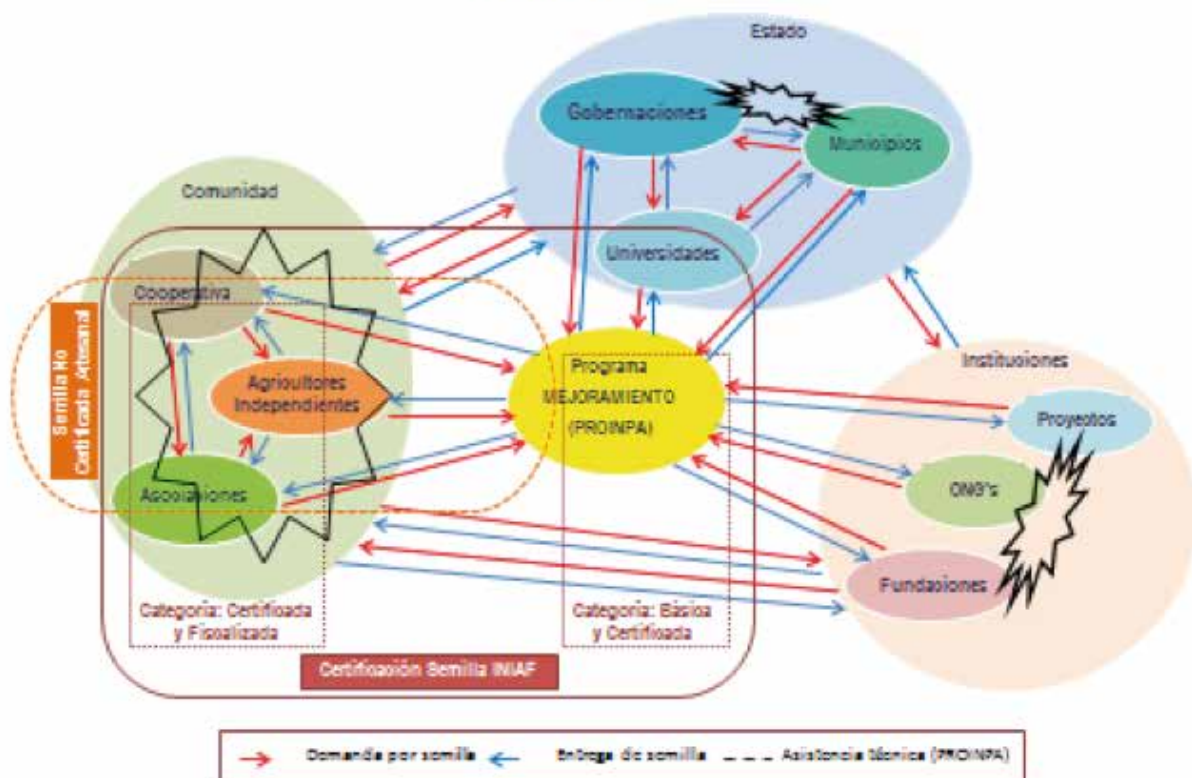 Estado
Gobernaciones
Municipios
Universidades
Comunidad
Cooperativa
Agricultores
Independientes
Asociaciones
Semilla No
Certificada Artesanal
Programa
MEJORAMIENTO
(PROINPA)
Instituciones
Proyectos
ONG's
Fundaciones
Categoría: Certificada
y Fiscalizada
Categoría: Básica
y Certificada
Certificación Semilla INIAF
Demanda por semilla
Entrega de semilla
Asistencia técnica (PROINPA)